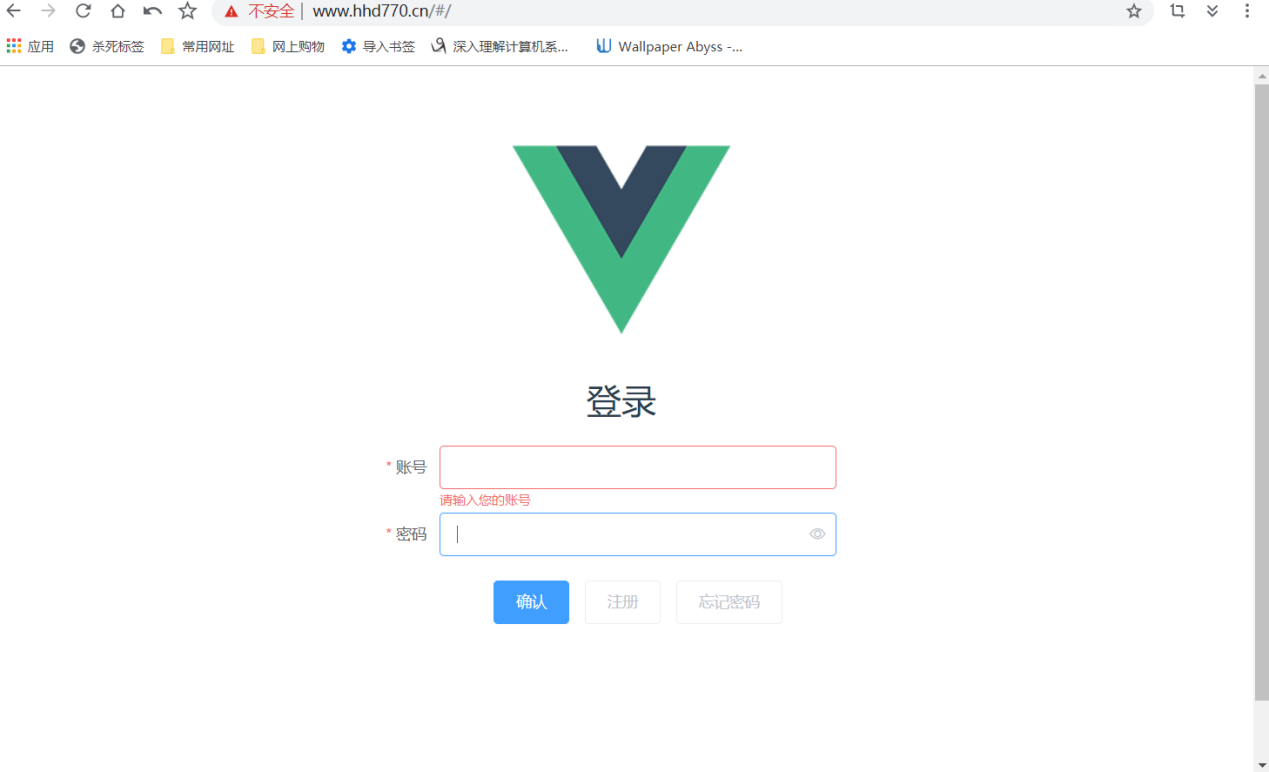 不安全 | www.hhd770.cn/#/
应用 杀死标签 常用网址 网上购物 导入书签 深入理解计算机系... Wallpaper Abyss -...
登录
* 账号
请输入您的账号
* 密码
确认 注册 忘记密码